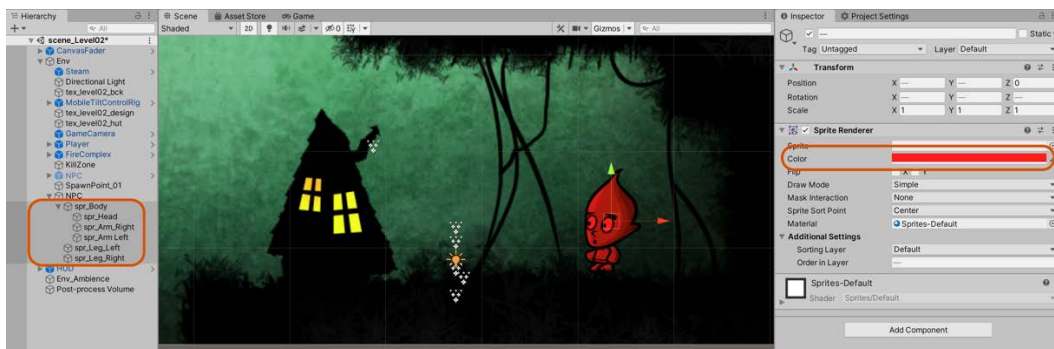 Hierarchy
All
scene_Level02*
CanvasFader
Env
Steam
Directional Light
tex_level02_bck
MobileTiltControlRig
tex_level02_design
tex_level02_hut
GameCamera
Player
FireComplex
KillZone
NPC
SpawnPoint_01
NPC
spr_Body
spr_Head
spr_Arm_Right
spr_Arm Left
spr_Leg_Left
spr_Leg_Right
HUD
Env_Ambience
Post-process Volume
Scene Asset Store Game
Shaded 2D 0 Gizmos All
Inspector Project Settings
— Static
Tag Untagged Layer Default
Transform
Position X — Y — Z 0
Rotation X — Y — Z —
Scale X 1 Y 1 Z 1
Sprite Renderer
Sprite
Color
Flip X Y
Draw Mode Simple
Mask Interaction None
Sprite Sort Point Center
Material Sprites-Default
Additional Settings
Sorting Layer Default
Order in Layer —
Sprites-Default
Shader Sprites/Default
Add Component